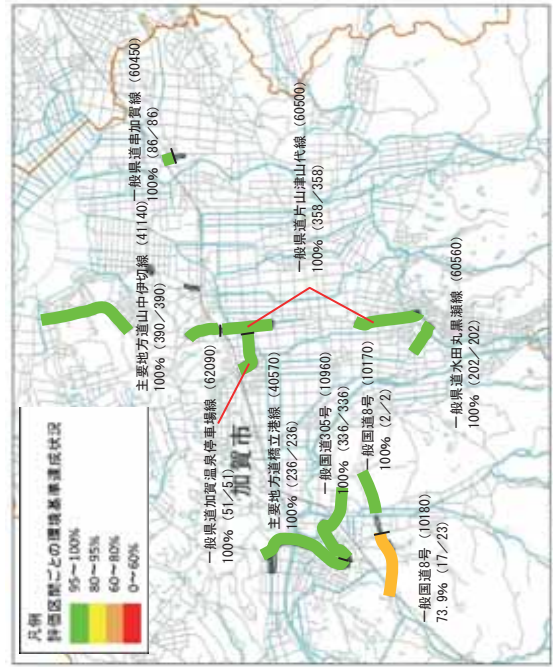 凡例
評価区間ごとの環境基準達成状況
95～100%
80～95%
60～80%
0～60%
主要地方道山中伊切線 (41140)
100% (390／390)
一般県道串加賀線 (60450)
100% (86／86)
一般県道加賀温泉停車場線 (62090)
100% (51／51)
加賀市
主要地方道橋立港線 (40570)
100% (236／236)
一般県道片山津山代線 (60500)
100% (358／358)
一般国道305号 (10960)
100% (336／336)
一般国道8号 (10170)
100% (2／2)
一般国道8号 (10180)
73.9% (17／23)
一般県道水田丸黒瀬線 (60560)
100% (202／202)